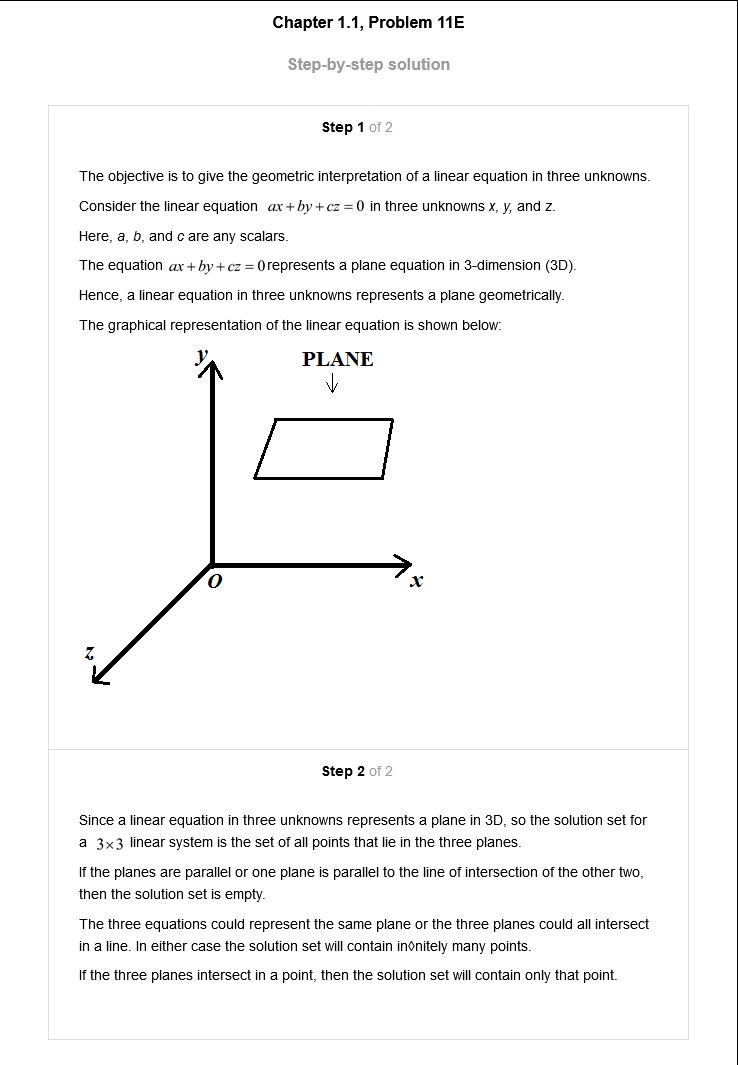 Chapter 1.1, Problem 11E
Step-by-step solution
Step 1 of 2
The objective is to give the geometric interpretation of a linear equation in three unknowns.
Consider the linear equation ax + by + cz = 0 in three unknowns x, y, and z.
Here, a, b, and c are any scalars.
The equation ax + by + cz = 0 represents a plane equation in 3-dimension (3D).
Hence, a linear equation in three unknowns represents a plane geometrically.
The graphical representation of the linear equation is shown below:
y
PLANE
O
x
z
Step 2 of 2
Since a linear equation in three unknowns represents a plane in 3D, so the solution set for
a 3×3 linear system is the set of all points that lie in the three planes.
If the planes are parallel or one plane is parallel to the line of intersection of the other two,
then the solution set is empty.
The three equations could represent the same plane or the three planes could all intersect
in a line. In either case the solution set will contain in◊nitely many points.
If the three planes intersect in a point, then the solution set will contain only that point.